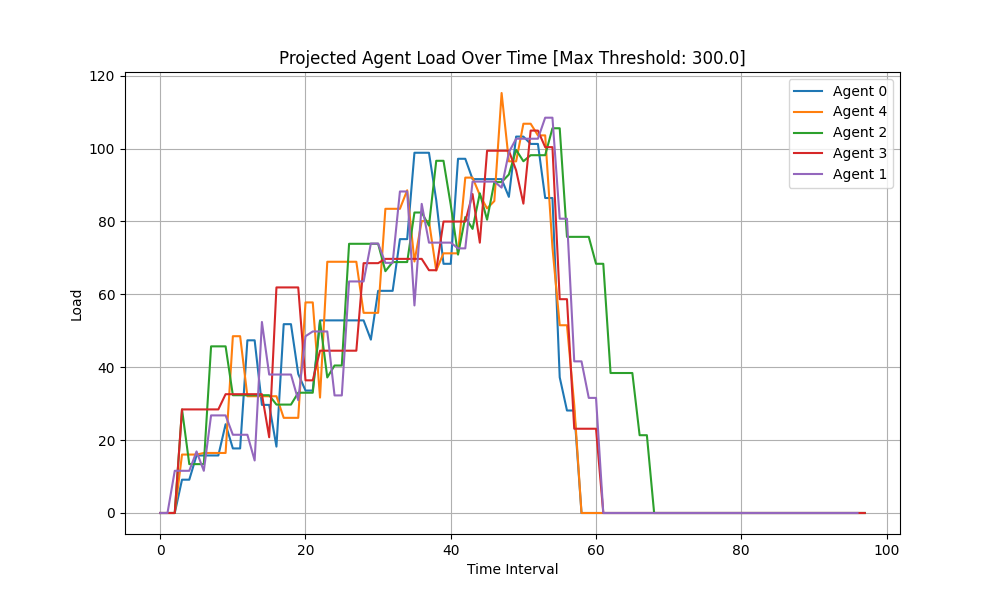 Projected Agent Load Over Time [Max Threshold: 300.0]
120
100
80
60
40
20
0
Load
0 20 40 60 80 100
Time Interval
Agent 0
Agent 4
Agent 2
Agent 3
Agent 1